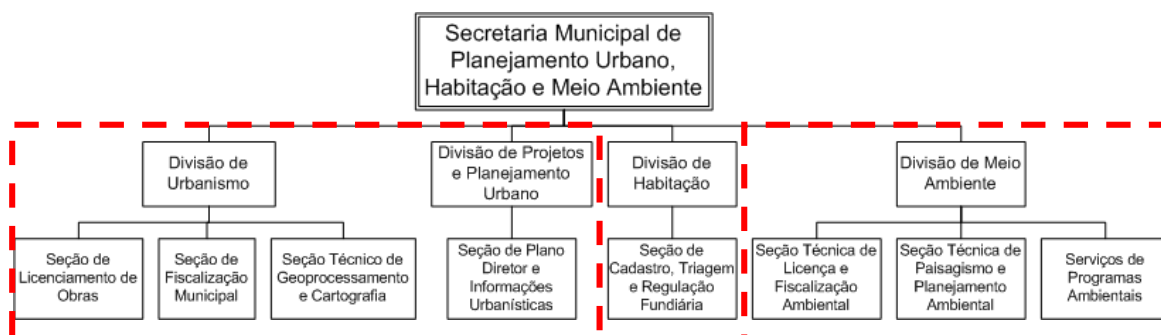 Secretaria Municipal de
Planejamento Urbano,
Habitação e Meio Ambiente
Divisão de
Urbanismo
Divisão de Projetos
e Planejamento
Urbano
Divisão de
Habitação
Divisão de Meio
Ambiente
Seção de
Licenciamento de
Obras
Seção de
Fiscalização
Municipal
Seção Técnico de
Geoprocessamento
e Cartografia
Seção de Plano
Diretor e
Informações
Urbanísticas
Seção de
Cadastro, Triagem
e Regulação
Fundiária
Seção Técnica de
Licença e
Fiscalização
Ambiental
Seção Técnica de
Paisagismo e
Planejamento
Ambiental
Serviços de
Programas
Ambientais